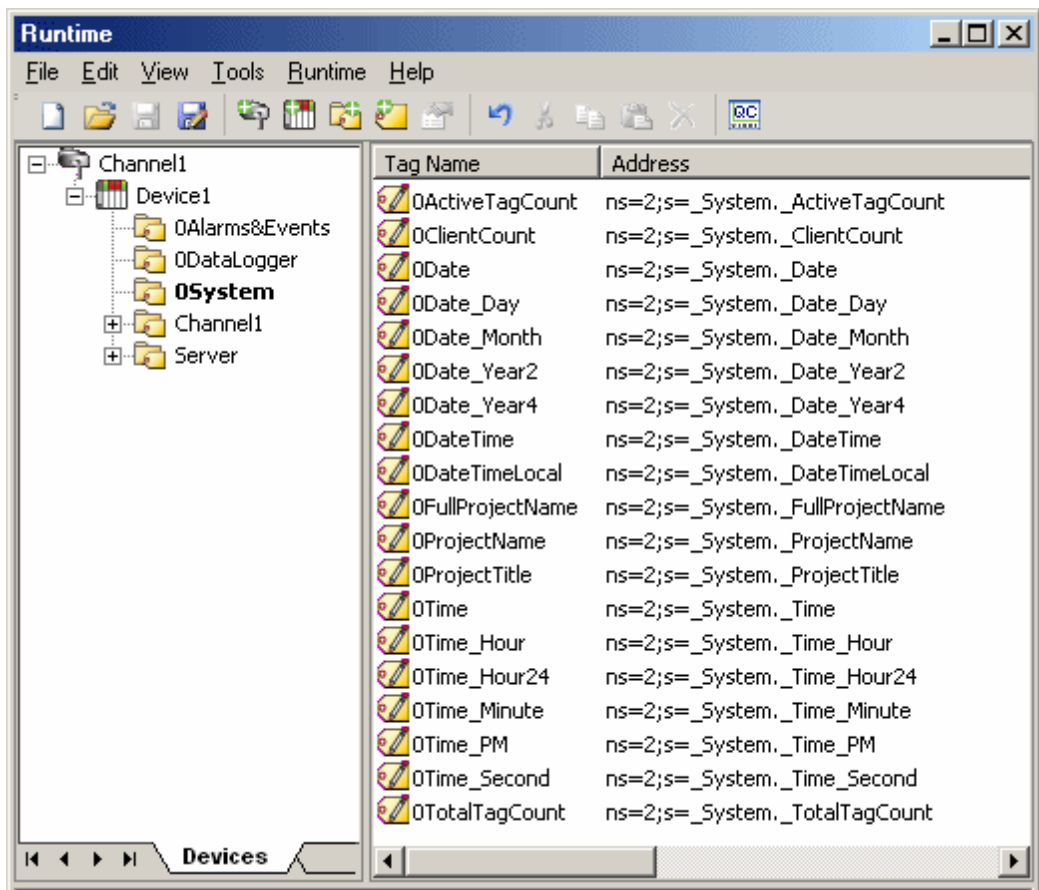 Runtime
File Edit View Tools Runtime Help
QC
Channel1
Device1
0Alarms&Events
0DataLogger
0System
Channel1
Server
Devices
Tag Name Address
0ActiveTagCount ns=2;s=_System._ActiveTagCount
0ClientCount ns=2;s=_System._ClientCount
0Date ns=2;s=_System._Date
0Date_Day ns=2;s=_System._Date_Day
0Date_Month ns=2;s=_System._Date_Month
0Date_Year2 ns=2;s=_System._Date_Year2
0Date_Year4 ns=2;s=_System._Date_Year4
0DateTime ns=2;s=_System._DateTime
0DateTimeLocal ns=2;s=_System._DateTimeLocal
0FullProjectName ns=2;s=_System._FullProjectName
0ProjectName ns=2;s=_System._ProjectName
0ProjectTitle ns=2;s=_System._ProjectTitle
0Time ns=2;s=_System._Time
0Time_Hour ns=2;s=_System._Time_Hour
0Time_Hour24 ns=2;s=_System._Time_Hour24
0Time_Minute ns=2;s=_System._Time_Minute
0Time_PM ns=2;s=_System._Time_PM
0Time_Second ns=2;s=_System._Time_Second
0TotalTagCount ns=2;s=_System._TotalTagCount